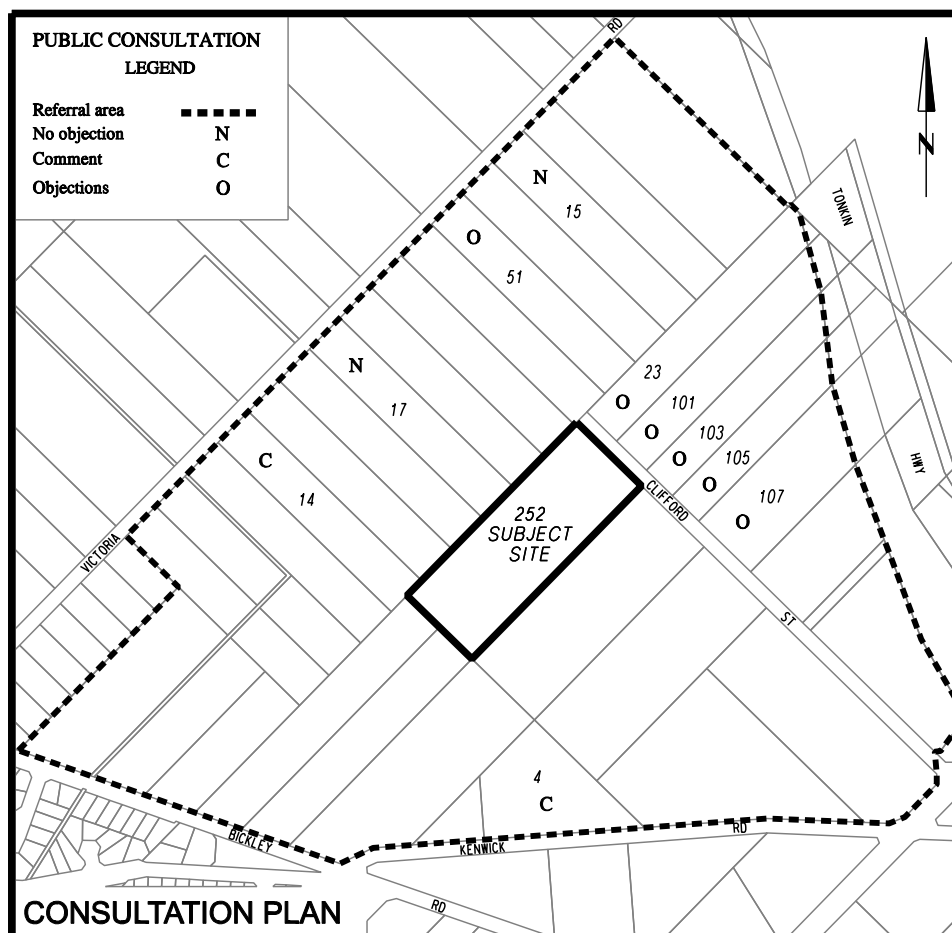 PUBLIC CONSULTATION
LEGEND
Referral area
No objection N
Comment C
Objections O
RD
N
TONKIN
N
15
O
51
23
O
101
O
103
O
105
O
107
O
HWY
N
17
C
14
CLIFFORD
252
SUBJECT
SITE
VICTORIA
ST
4
C
BICKLEY
KENWICK
RD
RD
CONSULTATION PLAN